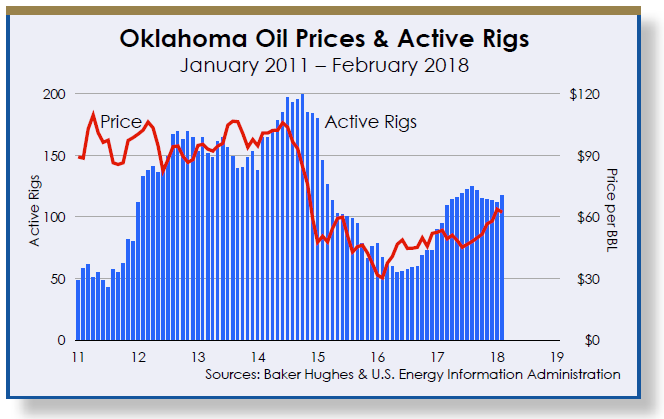 Oklahoma Oil Prices & Active Rigs
January 2011 – February 2018
200
$120
Price
Active Rigs
150
$90
Active Rigs
100
$60
Price per BBL
50
$30
0
$0
11 12 13 14 15 16 17 18 19
Sources: Baker Hughes & U.S. Energy Information Administration